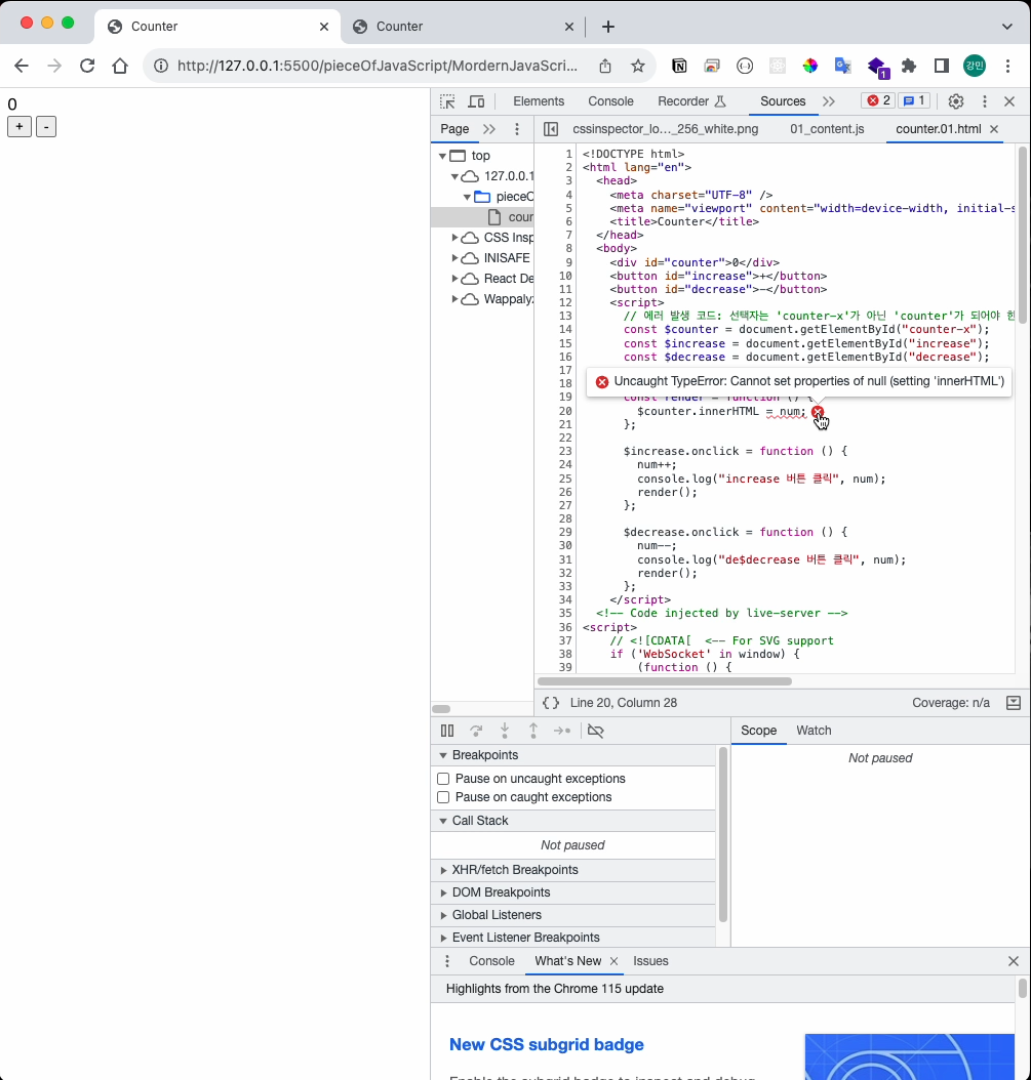 Counter
Counter
http://127.0.0.1:5500/pieceOfJavaScript/MordernJavaScri...
강민
1
0
+ -
Elements Console Recorder Sources 2 1
Page
cssinspector_lo..._256_white.png 01_content.js counter.01.html
top
127.0.0.1
pieceO
coun
CSS Insp
INISAFE
React De
Wappalyz
1 <!DOCTYPE html>
2 <html lang="en">
3 <head>
4 <meta charset="UTF-8" />
5 <meta name="viewport" content="width=device-width, initial-s
6 <title>Counter</title>
7 </head>
8 <body>
9 <div id="counter">0</div>
10 <button id="increase">+</button>
11 <button id="decrease">-</button>
12 <script>
13 // 에러 발생 코드: 선택자는 'counter-x'가 아닌 'counter'가 되어야 한
14 const $counter = document.getElementById("counter-x");
15 const $increase = document.getElementById("increase");
16 const $decrease = document.getElementById("decrease");
17
Uncaught TypeError: Cannot set properties of null (setting 'innerHTML')
18
19 const render = function () {
20 $counter.innerHTML = num;
21 };
22
23 $increase.onclick = function () {
24 num++;
25 console.log("increase 버튼 클릭", num);
26 render();
27 };
28
29 $decrease.onclick = function () {
30 num--;
31 console.log("de$decrease 버튼 클릭", num);
32 render();
33 };
34 </script>
35 <!-- Code injected by live-server -->
36 <script>
37 // <![CDATA[ <-- For SVG support
38 if ('WebSocket' in window) {
39 (function () {
{} Line 20, Column 28 Coverage: n/a
Scope Watch
Not paused
Breakpoints
Pause on uncaught exceptions
Pause on caught exceptions
Call Stack
Not paused
XHR/fetch Breakpoints
DOM Breakpoints
Global Listeners
Event Listener Breakpoints
Console What's New Issues
Highlights from the Chrome 115 update
New CSS subgrid badge
Enable the subgrid badge to inspect and debug